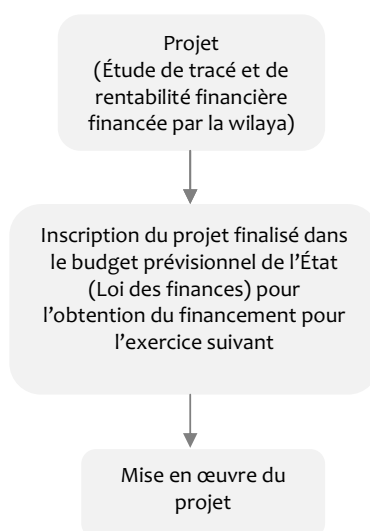 Projet
(Étude de tracé et de
rentabilité financière
financée par la wilaya)
Inscription du projet finalisé dans
le budget prévisionnel de l’État
(Loi des finances) pour
l’obtention du financement pour
l’exercice suivant
Mise en œuvre du
projet